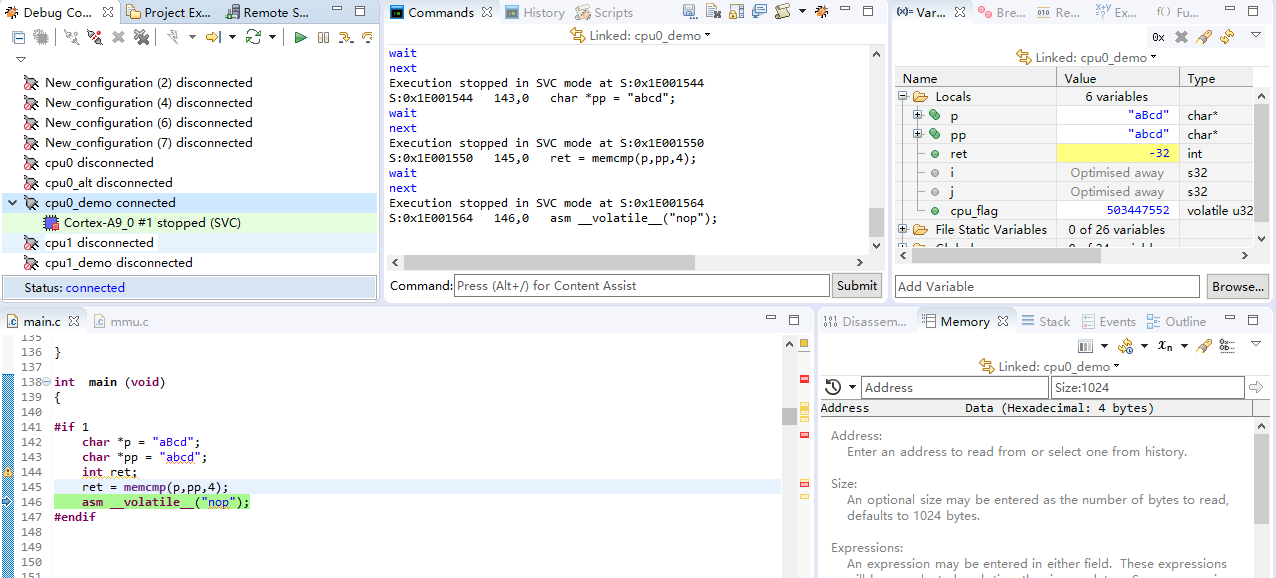 Debug Co... Project Ex... Remote S...
New_configuration (2) disconnected
New_configuration (4) disconnected
New_configuration (6) disconnected
New_configuration (7) disconnected
cpu0 disconnected
cpu0_alt disconnected
cpu0_demo connected
Cortex-A9_0 #1 stopped (SVC)
cpu1 disconnected
cpu1_demo disconnected
Status: connected
Commands History Scripts
Linked: cpu0_demo
wait
next
Execution stopped in SVC mode at S:0x1E001544
S:0x1E001544 143,0 char *pp = "abcd";
wait
next
Execution stopped in SVC mode at S:0x1E001550
S:0x1E001550 145,0 ret = memcmp(p,pp,4);
wait
next
Execution stopped in SVC mode at S:0x1E001564
S:0x1E001564 146,0 asm __volatile__("nop");
Command: Press (Alt+/) for Content Assist Submit
(x)= Var... Bre... Re... Ex... Fu...
0x
Linked: cpu0_demo
Name Value Type
Locals 6 variables
p "aBcd" char*
pp "abcd" char*
ret -32 int
i Optimised away s32
j Optimised away s32
cpu_flag 503447552 volatile u32
File Static Variables 0 of 26 variables
Add Variable Browse...
main.c mmu.c
135
136 }
137
138 int main (void)
139 {
140
141 #if 1
142 char *p = "aBcd";
143 char *pp = "abcd";
144 int ret;
145 ret = memcmp(p,pp,4);
146 asm __volatile__("nop");
147 #endif
148
149
150
151
Disassem... Memory Stack Events Outline
Linked: cpu0_demo
Address Size:1024
Address Data (Hexadecimal: 4 bytes)
Address:
Enter an address to read from or select one from history.
Size:
An optional size may be entered as the number of bytes to read,
defaults to 1024 bytes.
Expressions:
An expression may be entered in either field. These expressions